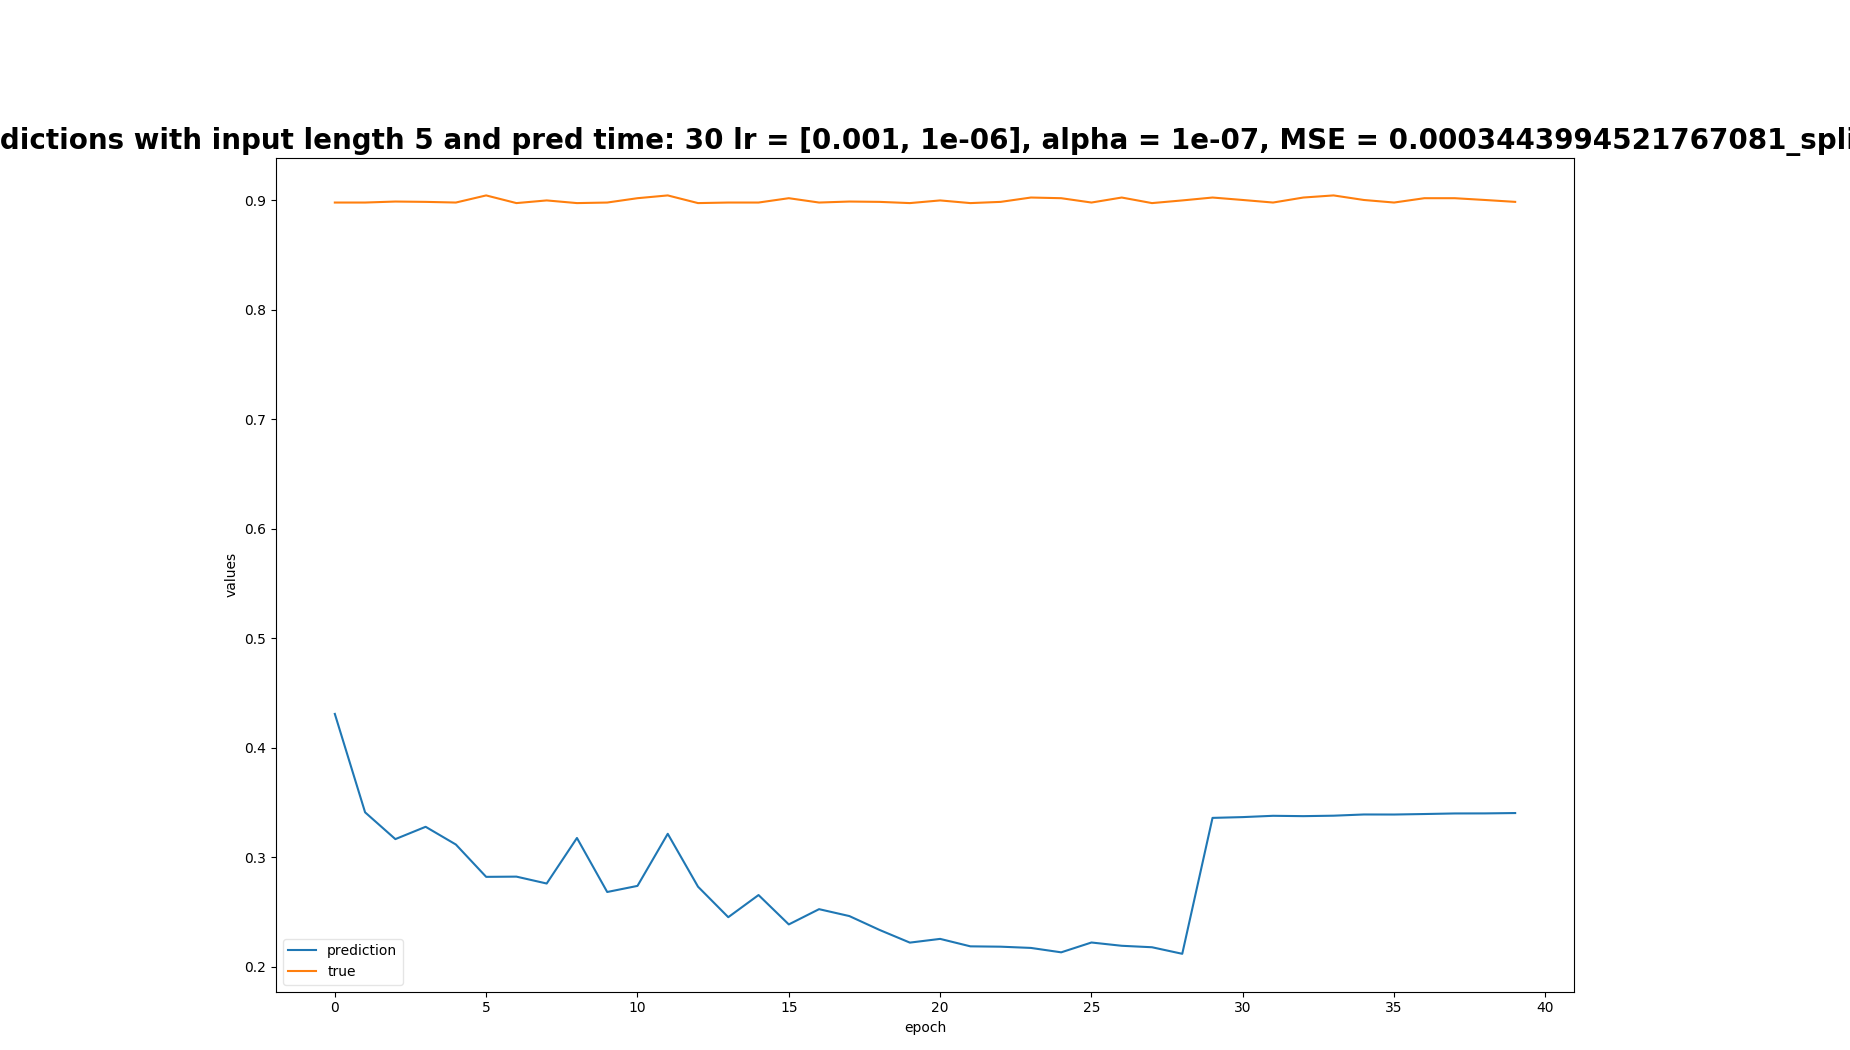 dictions with input length 5 and pred time: 30 lr = [0.001, 1e-06], alpha = 1e-07, MSE = 0.0003443994521767081_spli
0.9
0.8
0.7
0.6
0.5
0.4
0.3
0.2
values
prediction
true
0 5 10 15 20 25 30 35 40
epoch